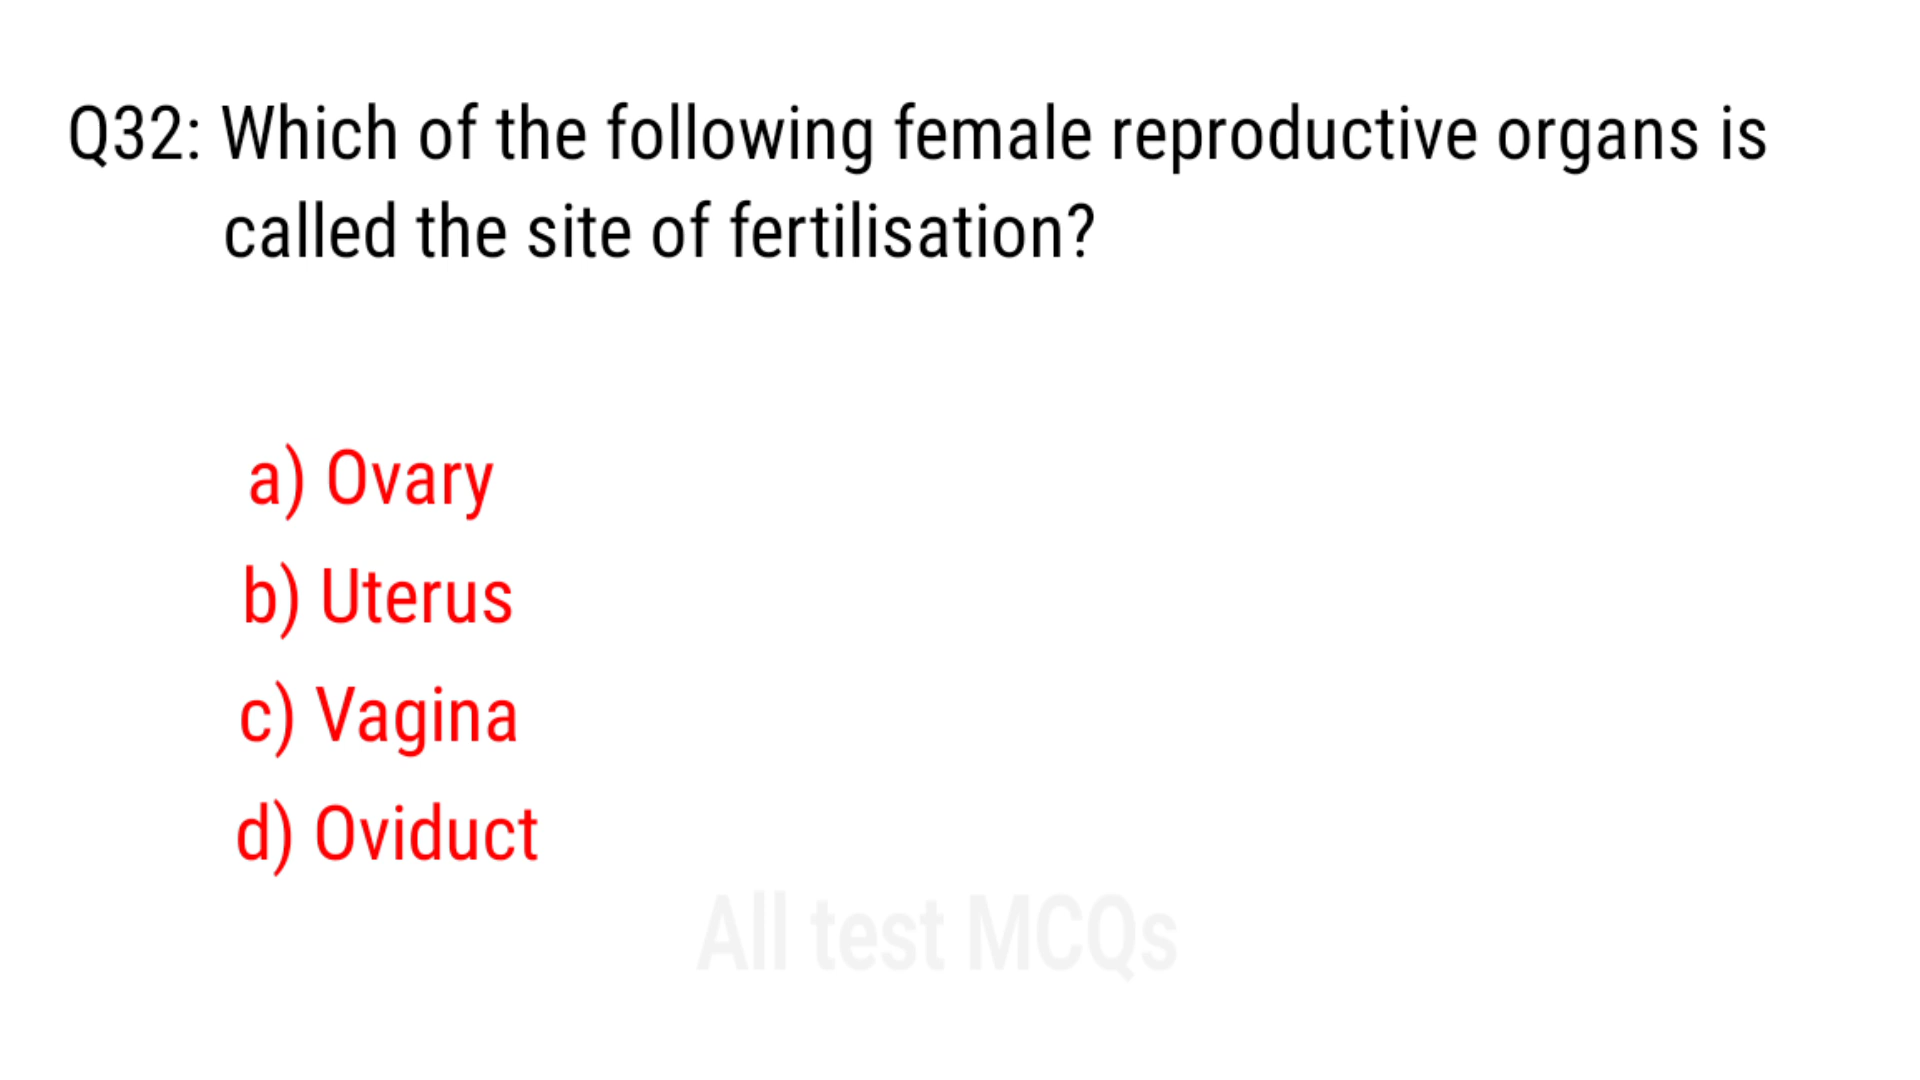 Q32: Which of the following female reproductive organs is
called the site of fertilisation?
a) Ovary
b) Uterus
c) Vagina
d) Oviduct
All test MCQs